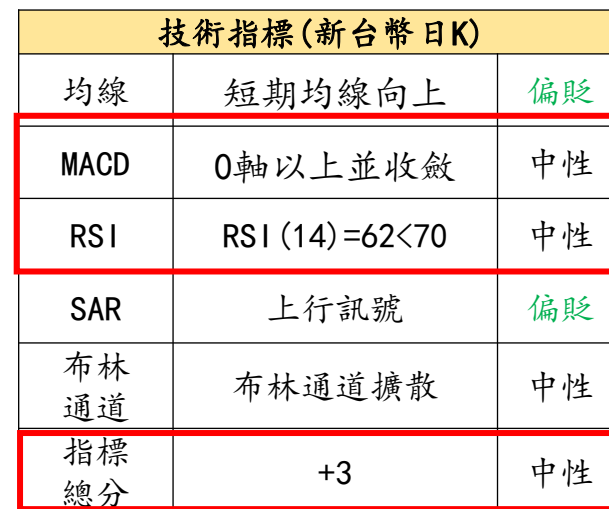 技術指標(新台幣日K)
均線 短期均線向上 偏貶
MACD 0軸以上並收斂 中性
RSI RSI(14)=62<70 中性
SAR 上行訊號 偏貶
布林
通道 布林通道擴散 中性
指標
總分 +3 中性